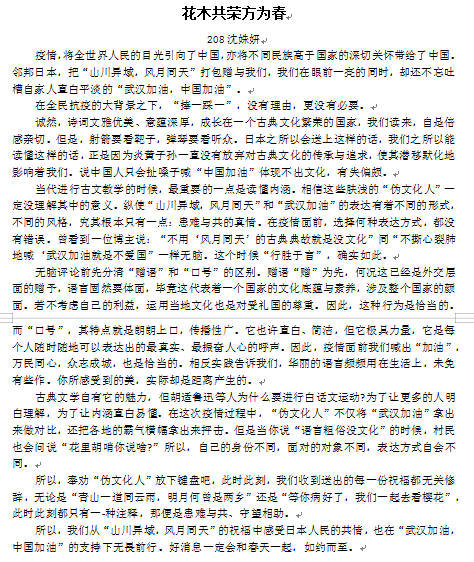 花木共荣方为春
208 沈姝妍
疫情，将全世界人民的目光引向了中国，亦将不同民族高于国家的深切关怀带给了中国。
邻邦日本，把“山川异域，风月同天”打包赠与我们，我们在眼前一亮的同时，却还不忘吐
槽自家人直白平淡的“武汉加油，中国加油”。
在全民抗疫的大背景之下，“捧一踩一”，没有理由，更没有必要。
诚然，诗词文雅优美、意蕴深厚，成长在一个古典文化繁荣的国家，我们读来，自是倍
感亲切。但是，射箭要看靶子，弹琴要看听众。日本之所以会送上这样的话，我们之所以能
读懂这样的话，正是因为炎黄子孙一直没有放弃对古典文化的传承与追求，使其潜移默化地
影响着我们。说中国人只会扯嗓子喊“中国加油”体现不出文化，有失偏颇。
当代进行古文教学的时候，最重要的一点是读懂内涵。相信这些肤浅的“伪文化人”一
定没理解其中的意义。纵使“山川异域，风月同天”和“武汉加油”的表达有着不同的形式，
不同的风格，究其根本只有一点：患难与共的真情。在疫情面前，选择何种表达方式，都没
有错误。曾看到一位博主说：“不用‘风月同天’的古典典故就是没文化”同“不撕心裂肺
地喊‘武汉加油就是不爱国’一样无脑。这个时候“行胜于言”，确实如此。
无脑评论前先分清“赠语”和“口号”的区别。赠语“赠”为先，何况这已经是外交层
面的赠予，语言固然要体面，毕竟这代表着一个国家的文化底蕴与素养，涉及整个国家的颜
面。若不考虑自己的利益，运用当地文化也是对受礼国的尊重。因此，这种行为是恰当的。
而“口号”，其特点就是朗朗上口，传播性广。它也许直白、简洁，但它极具力量，它是每
个人随时随地可以表达出的最真实、最振奋人心的呼声。因此，疫情面前我们喊出“加油”，
万民同心，众志成城，也是恰当的。相反实践告诉我们，华丽的语言频频用在生活上，未免
有些作。你所感受到的美，实际却是距离产生的。
古典文学自有它的魅力，但胡适鲁迅等人为什么要进行白话文运动?为了让更多的人明
白理解，为了让内涵直白易懂。在这次疫情过程中，“伪文化人”不仅将“武汉加油”拿出
来做对比，还把各地的霸气横幅拿出来抨击。但是当你说“语言粗俗没文化”的时候，村民
也会问说“花里胡哨你说啥?”所以，自己的身份不同，面对的对象不同，表达方式自会不
同。
所以，奉劝“伪文化人”放下键盘吧，此时此刻，我们收到送出的每一份祝福都无关修
辞，无论是“青山一道同云雨，明月何曾是两乡”还是“等你病好了，我们一起去看樱花”，
此时此刻都只有一种注释，那便是患难与共、守望相助。
所以，我们从“山川异域，风月同天”的祝福中感受日本人民的共情，也在“武汉加油，
中国加油”的支持下无畏前行。好消息一定会和春天一起，如约而至。